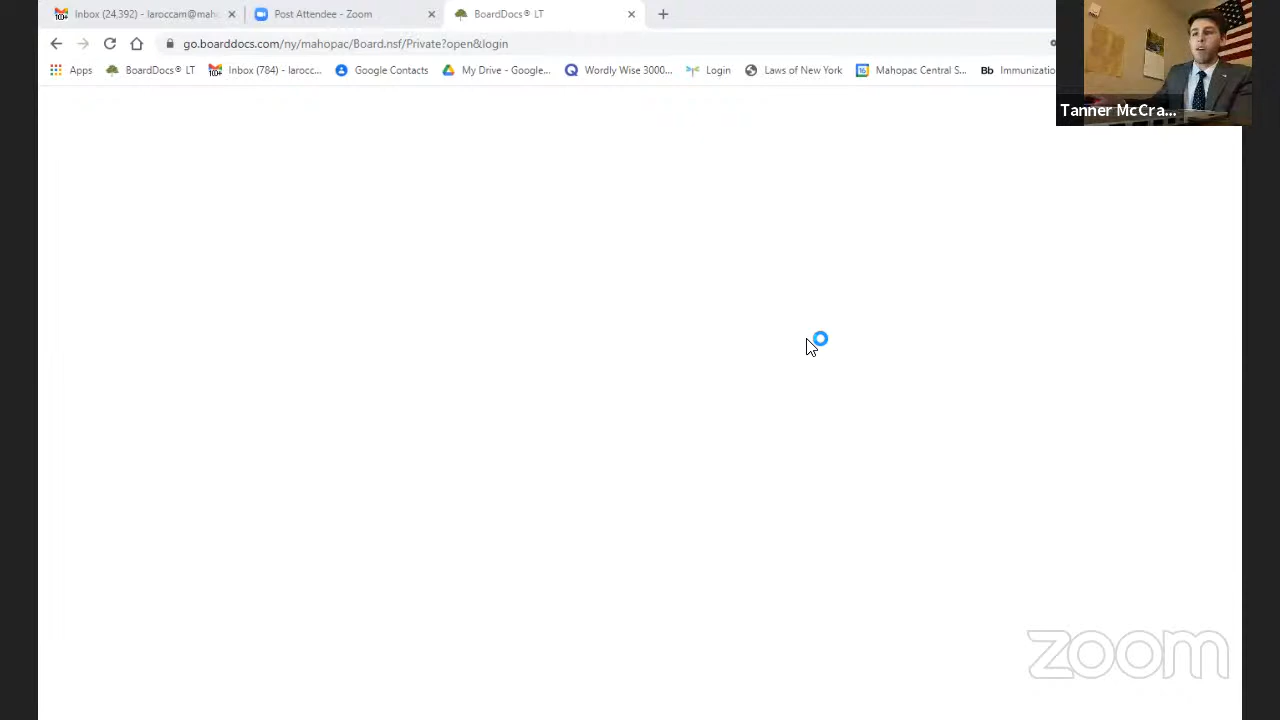 Inbox (24,392) - laroccam@maho
Post Attendee - Zoom
BoardDocs® LT
go.boarddocs.com/ny/mahopac/Board.nsf/Private?open&login
Apps
BoardDocs® LT
Inbox (784) - larocc...
Google Contacts
My Drive - Google...
Wordly Wise 3000...
Login
Laws of New York
Mahopac Central S...
Bb Immunizatio
Tanner McCra...
zoom